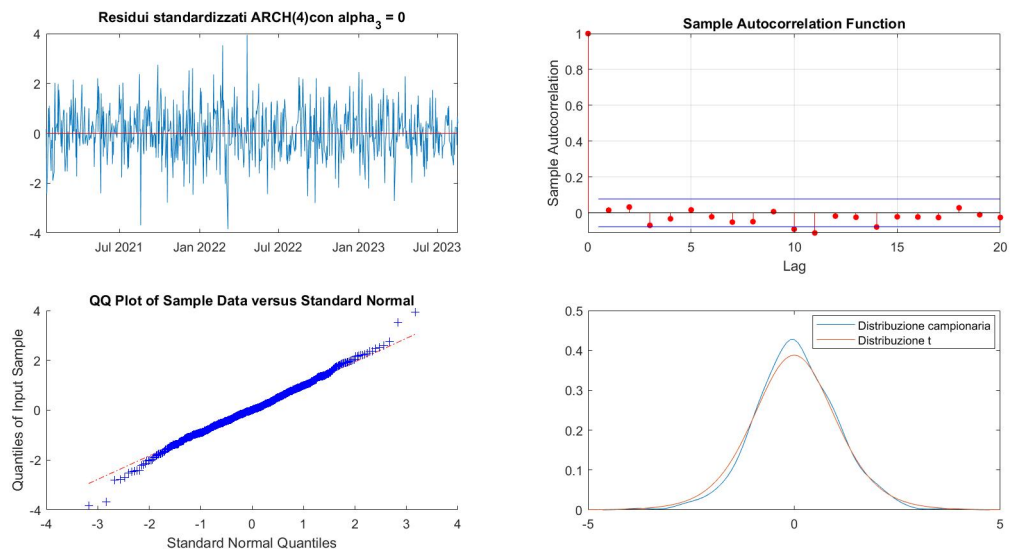 Residui standardizzati ARCH(4)con alpha3 = 0
4
2
0
-2
-4
Jul 2021 Jan 2022 Jul 2022 Jan 2023 Jul 2023
Sample Autocorrelation Function
Sample Autocorrelation
1
0.8
0.6
0.4
0.2
0
0 5 10 15 20
Lag
QQ Plot of Sample Data versus Standard Normal
Quantiles of Input Sample
4
2
0
-2
-4
-4 -3 -2 -1 0 1 2 3 4
Standard Normal Quantiles
0.5
0.4
0.3
0.2
0.1
0
-5 0 5
Distribuzione campionaria
Distribuzione t